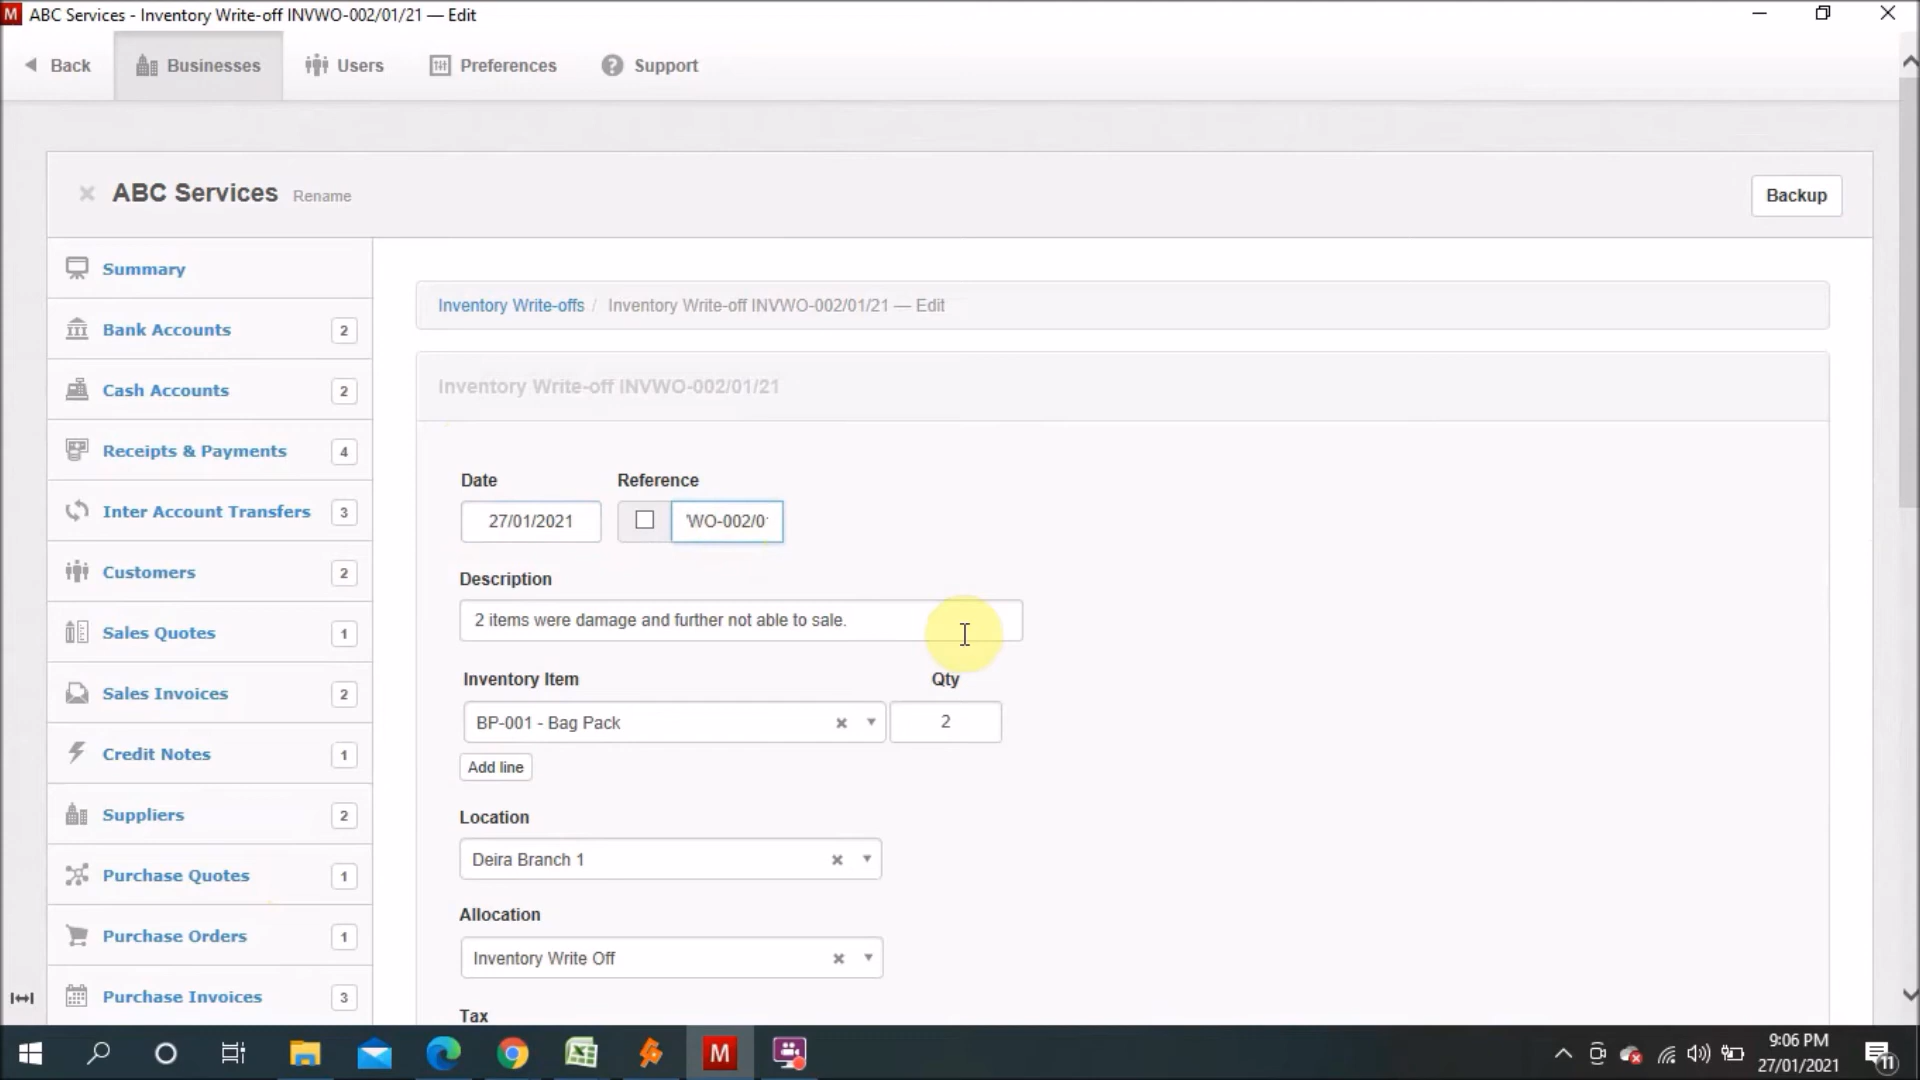 M ABC Services - Inventory Write-off INVWO-002/01/21 — Edit
Back
Businesses
Users
Preferences
Support
ABC Services Rename
Backup
Summary
Bank Accounts 2
Cash Accounts 2
Receipts & Payments 4
Inter Account Transfers 3
Customers 2
Sales Quotes 1
Sales Invoices 2
Credit Notes 1
Suppliers 2
Purchase Quotes 1
Purchase Orders 1
Purchase Invoices 3
Inventory Write-offs / Inventory Write-off INVWO-002/01/21 — Edit
Inventory Write-off INVWO-002/01/21
Date Reference
27/01/2021 WO-002/0
Description
2 items were damage and further not able to sale.
Inventory Item Qty
BP-001 - Bag Pack 2
Add line
Location
Deira Branch 1
Allocation
Inventory Write Off
Tax
M
9:06 PM
27/01/2021
11